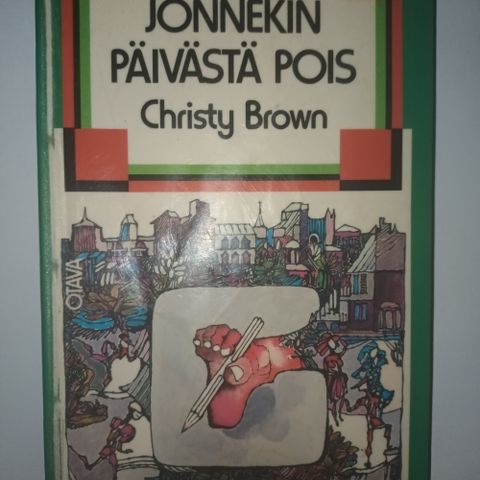 JONNEKIN
PÄIVÄSTÄ POIS
Christy Brown
OTAVA